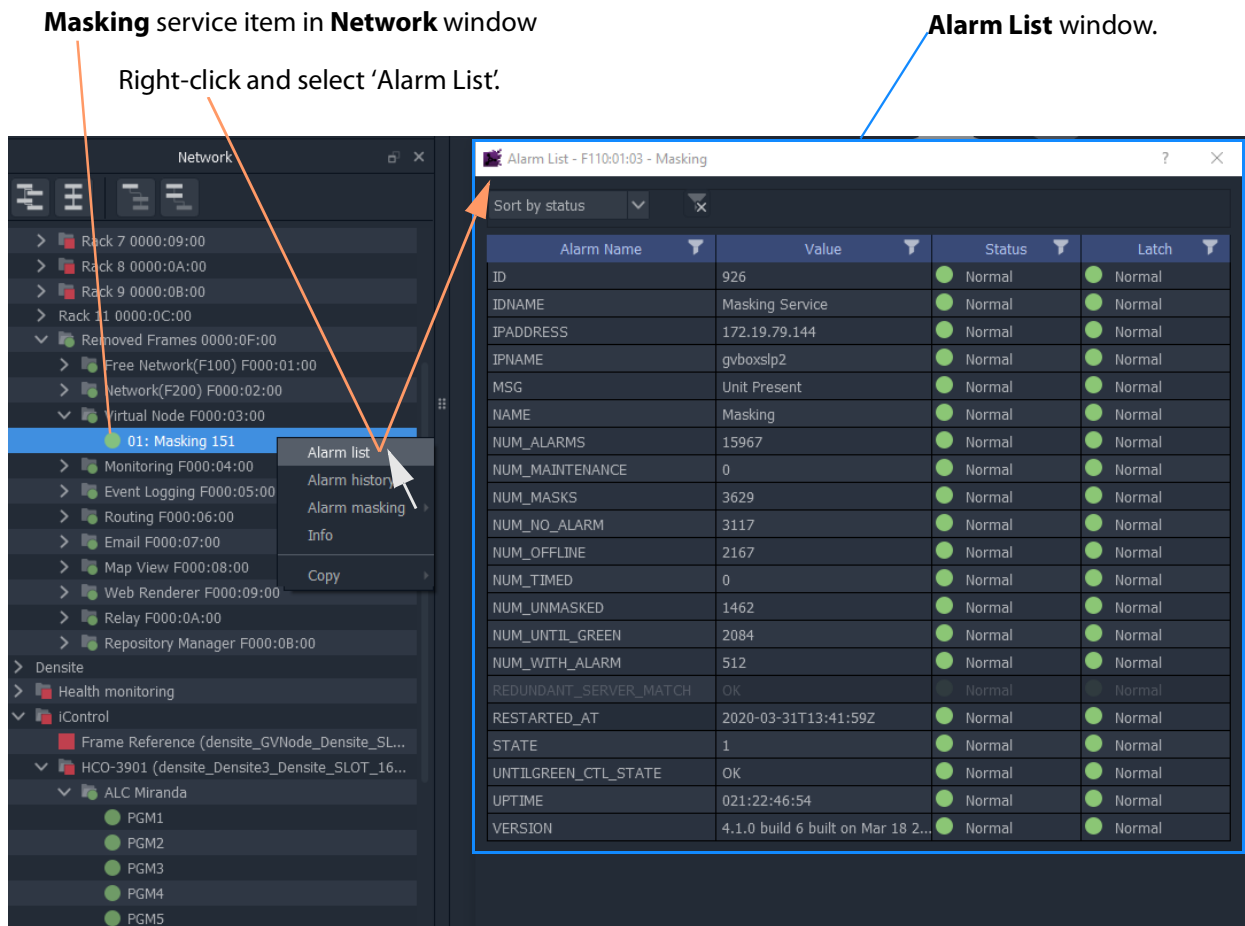 Masking service item in Network window
Alarm List window.
Right-click and select ‘Alarm List’.
Network
Rack 7 0000:09:00
Rack 8 0000:0A:00
Rack 9 0000:0B:00
Rack 11 0000:0C:00
Removed Frames 0000:0F:00
Free Network(F100) F000:01:00
Network(F200) F000:02:00
Virtual Node F000:03:00
01: Masking 151
Monitoring F000:04:00
Event Logging F000:05:00
Routing F000:06:00
Email F000:07:00
Map View F000:08:00
Web Renderer F000:09:00
Relay F000:0A:00
Repository Manager F000:0B:00
Densite
Health monitoring
iControl
Frame Reference (densite_GVNode_Densite_SL...
HCO-3901 (densite_Densite3_Densite_SLOT_16...
ALC Miranda
PGM1
PGM2
PGM3
PGM4
PGM5
Alarm list
Alarm history
Alarm masking
Info
Copy
Alarm List - F110:01:03 - Masking
Sort by status
Alarm Name Value Status Latch
ID 926 Normal Normal
IDNAME Masking Service Normal Normal
IPADDRESS 172.19.79.144 Normal Normal
IPNAME gvboxslp2 Normal Normal
MSG Unit Present Normal Normal
NAME Masking Normal Normal
NUM_ALARMS 15967 Normal Normal
NUM_MAINTENANCE 0 Normal Normal
NUM_MASKS 3629 Normal Normal
NUM_NO_ALARM 3117 Normal Normal
NUM_OFFLINE 2167 Normal Normal
NUM_TIMED 0 Normal Normal
NUM_UNMASKED 1462 Normal Normal
NUM_UNTIL_GREEN 2084 Normal Normal
NUM_WITH_ALARM 512 Normal Normal
REDUNDANT_SERVER_MATCH OK Normal Normal
RESTARTED_AT 2020-03-31T13:41:59Z Normal Normal
STATE 1 Normal Normal
UNTILGREEN_CTL_STATE OK Normal Normal
UPTIME 021:22:46:54 Normal Normal
VERSION 4.1.0 build 6 built on Mar 18 2... Normal Normal